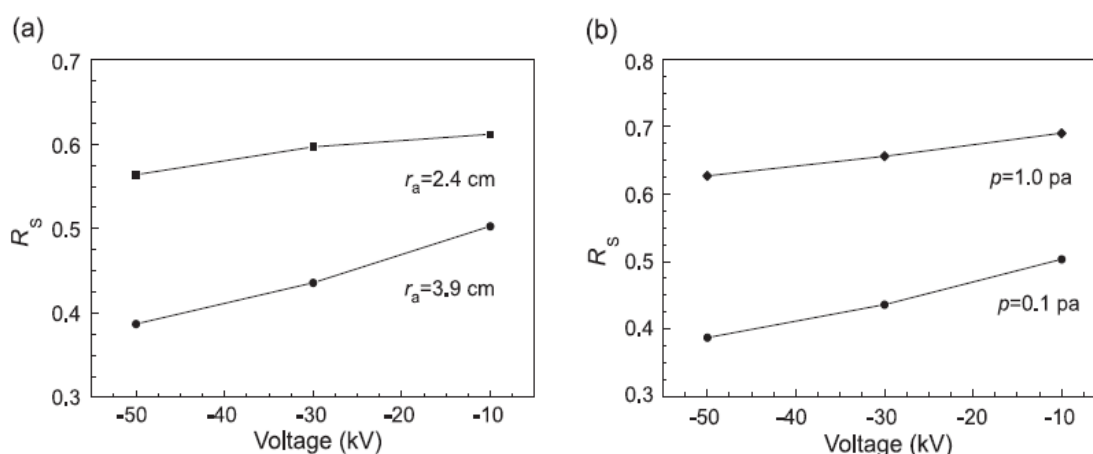 (a)
0.7
0.6
0.5
0.4
0.3
R_s
r_a=2.4 cm
r_a=3.9 cm
-50
-40
-30
-20
-10
Voltage (kV)
(b)
0.8
0.7
0.6
0.5
0.4
0.3
R_s
p=1.0 pa
p=0.1 pa
-50
-40
-30
-20
-10
Voltage (kV)